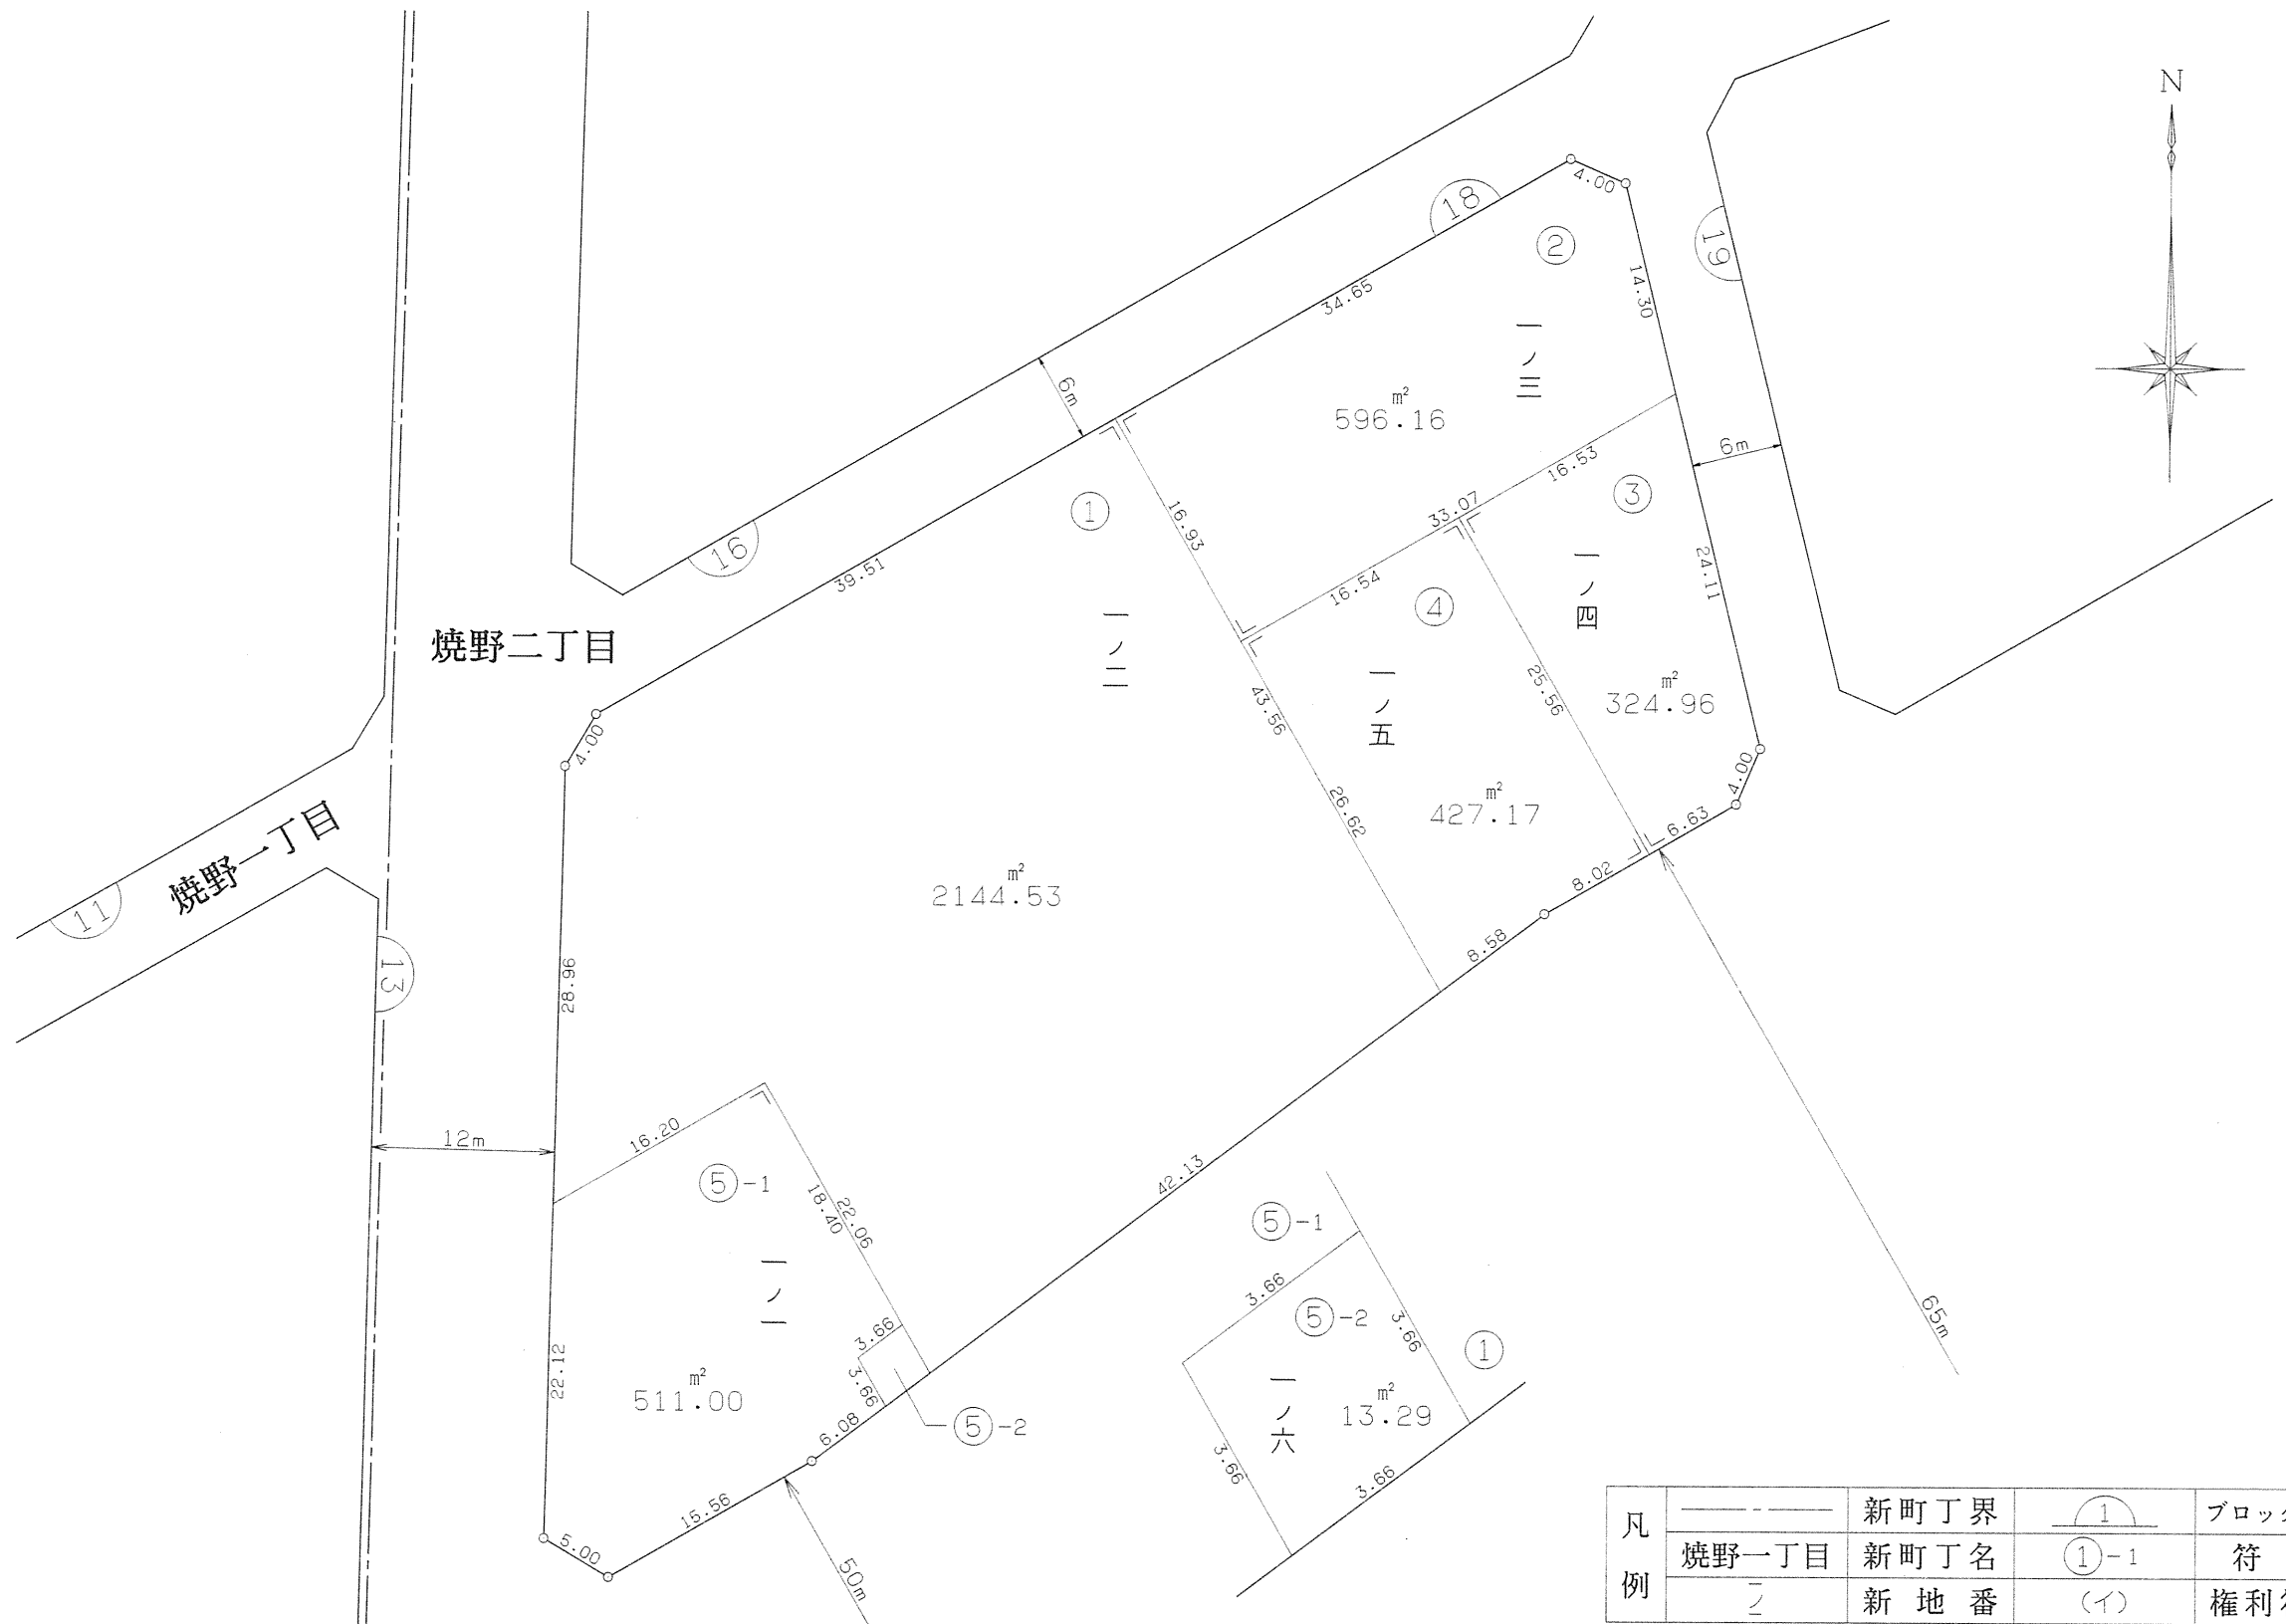 N
18
4.00
19
②
14.30
34.65
一ノ三
6m
m²
596.16
16.53
6m
①
③
16.93
33.07
16
39.51
一ノ四
24.11
16.54
④
焼野二丁目
一ノ二
一ノ五
25.56
m²
324.96
43.56
4.00
4.00
焼野一丁目
26.62
m²
427.17
6.63
11
m²
2144.53
8.02
13
28.96
8.58
12m
16.20
42.13
⑤-1
18.40
22.06
⑤-1
一ノ一
3.66
⑤-2
65m
3.66
3.66
①
22.12
3.66
m²
511.00
一ノ六
m²
13.29
6.08
⑤-2
3.66
3.66
15.56
5.00
50m
凡例
新町丁界
1
ブロック
焼野一丁目
新町丁名
①-1
符
新地番
(イ)
権利